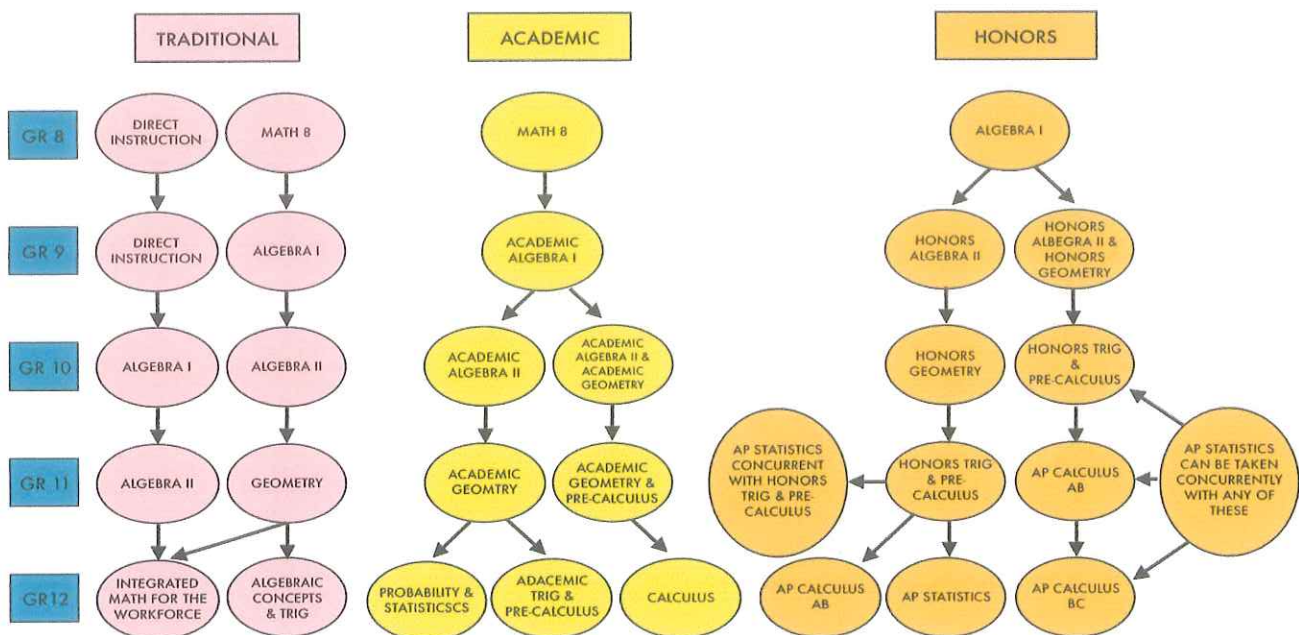 TRADITIONAL
ACADEMIC
HONORS
GR 8
DIRECT
INSTRUCTION
MATH 8
MATH 8
ALGEBRA I
GR 9
DIRECT
INSTRUCTION
ALGEBRA I
ACADEMIC
ALGEBRA I
HONORS
ALGEBRA II
HONORS
ALBEGRA II &
HONORS
GEOMETRY
GR 10
ALGEBRA I
ALGEBRA II
ACADEMIC
ALGEBRA II
ACADEMIC
ALGEBRA II &
ACADEMIC
GEOMETRY
HONORS
GEOMETRY
HONORS TRIG
&
PRE-CALCULUS
GR 11
ALGEBRA II
GEOMETRY
ACADEMIC
GEOMTRY
ACADEMIC
GEOMETRY
& PRE-CALCULUS
AP STATISTICS
CONCURRENT
WITH HONORS
TRIG & PRE-
CALCULUS
HONORS TRIG
& PRE-
CALCULUS
AP CALCULUS
AB
AP STATISTICS
CAN BE TAKEN
CONCURRENTLY
WITH ANY OF
THESE
GR12
INTEGRATED
MATH FOR THE
WORKFORCE
ALGEBRAIC
CONCEPTS
& TRIG
PROBABILITY &
STATISTICSCS
ADACEMIC
TRIG &
PRE-CALCULUS
CALCULUS
AP CALCULUS
AB
AP STATISTICS
AP CALCULUS
BC